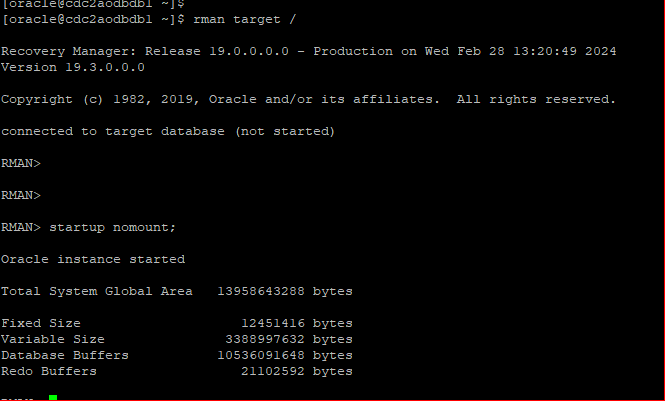 [oracle@cdc2aodbdb1 ~]$
[oracle@cdc2aodbdb1 ~]$ rman target /
Recovery Manager: Release 19.0.0.0.0 - Production on Wed Feb 28 13:20:49 2024
Version 19.3.0.0.0
Copyright (c) 1982, 2019, Oracle and/or its affiliates.  All rights reserved.
connected to target database (not started)
RMAN>
RMAN>
RMAN> startup nomount;
Oracle instance started
Total System Global Area   13958643288 bytes
Fixed Size                    12451416 bytes
Variable Size               3388997632 bytes
Database Buffers           10536091648 bytes
Redo Buffers                  21102592 bytes
RMAN>